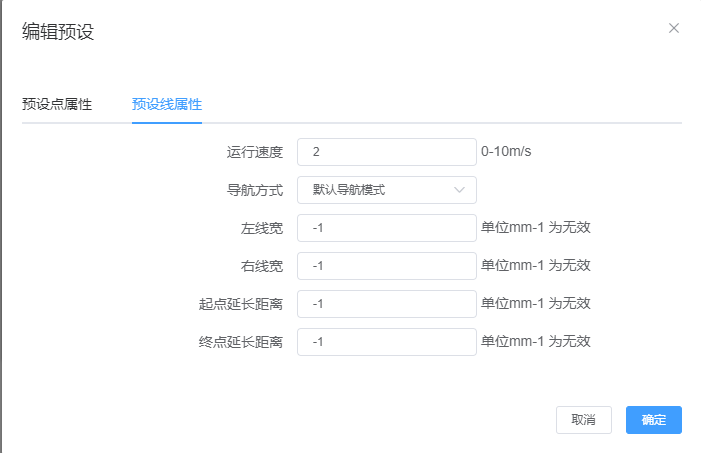 编辑预设
预设点属性 预设线属性
运行速度 2 0-10m/s
导航方式 默认导航模式
左线宽 -1 单位mm-1 为无效
右线宽 -1 单位mm-1 为无效
起点延长距离 -1 单位mm-1 为无效
终点延长距离 -1 单位mm-1 为无效
取消 确定